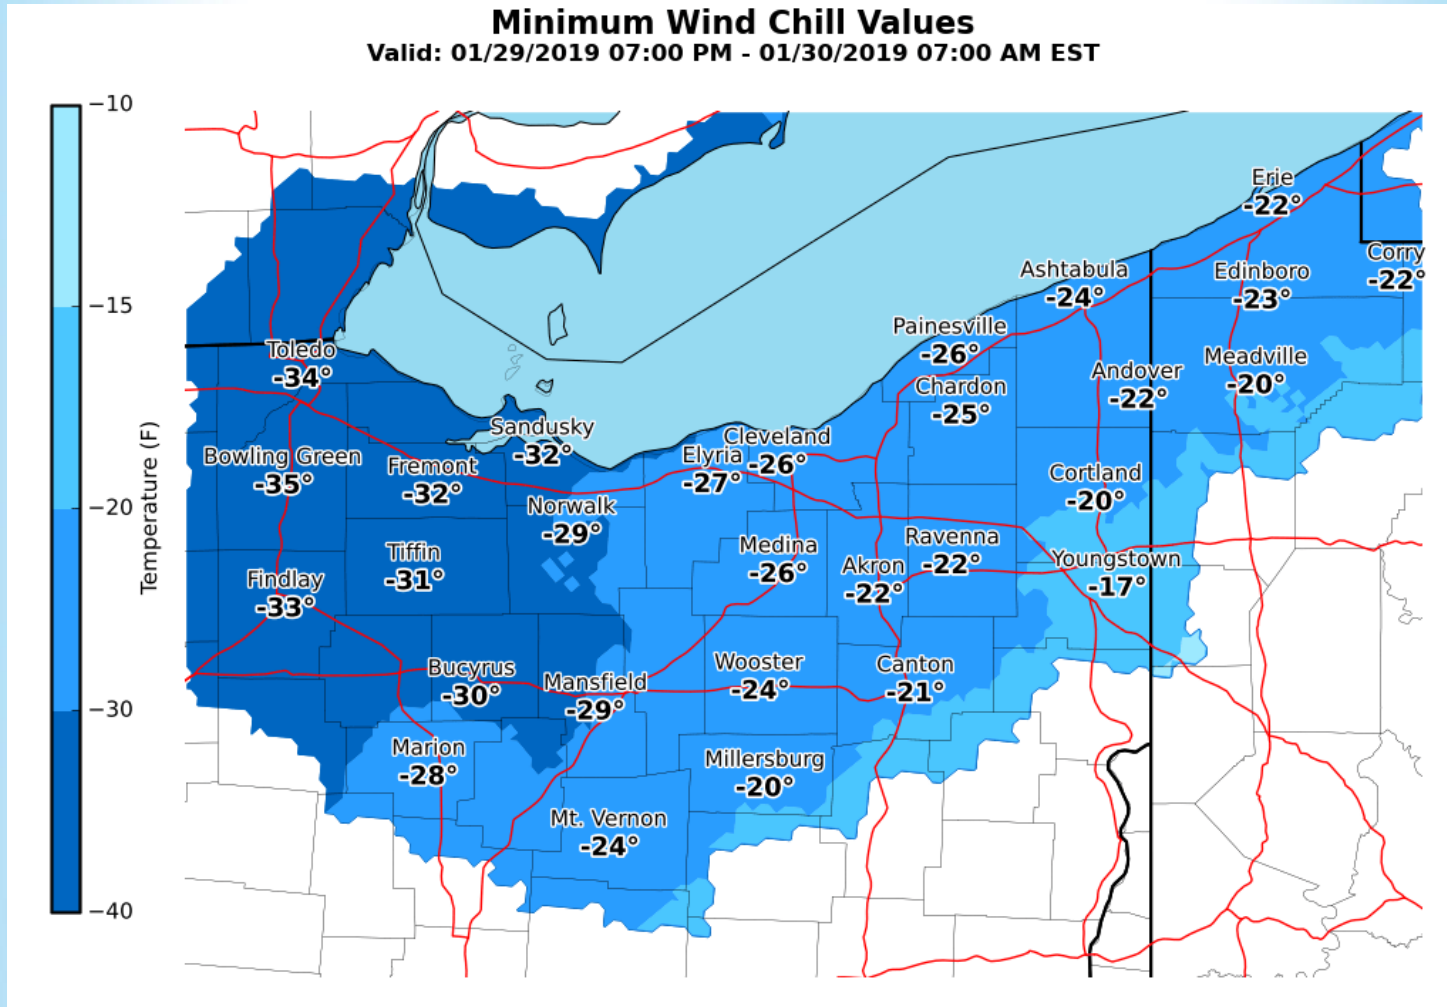 Minimum Wind Chill Values
Valid: 01/29/2019 07:00 PM - 01/30/2019 07:00 AM EST
−10
−15
−20
−30
−40
Temperature (F)
Erie
-22°
Corry
-22°
Ashtabula
-24°
Edinboro
-23°
Painesville
-26°
Toledo
-34°
Meadville
-20°
Andover
-22°
Chardon
-25°
Sandusky
-32°
Cleveland
-26°
Elyria
-27°
Bowling Green
-35°
Fremont
-32°
Cortland
-20°
Norwalk
-29°
Ravenna
-22°
Medina
-26°
Tiffin
-31°
Youngstown
-17°
Akron
-22°
Findlay
-33°
Wooster
-24°
Canton
-21°
Bucyrus
-30°
Mansfield
-29°
Marion
-28°
Millersburg
-20°
Mt. Vernon
-24°